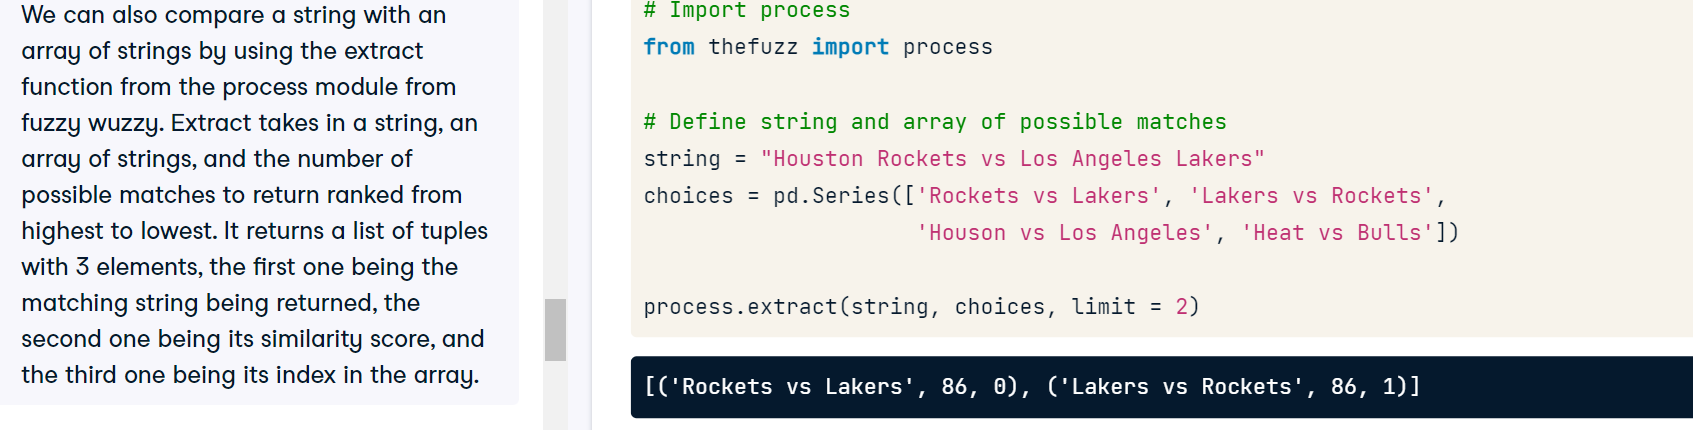 We can also compare a string with an
array of strings by using the extract
function from the process module from
fuzzy wuzzy. Extract takes in a string, an
array of strings, and the number of
possible matches to return ranked from
highest to lowest. It returns a list of tuples
with 3 elements, the first one being the
matching string being returned, the
second one being its similarity score, and
the third one being its index in the array.
# Import process
from thefuzz import process
# Define string and array of possible matches
string = "Houston Rockets vs Los Angeles Lakers"
choices = pd.Series(['Rockets vs Lakers', 'Lakers vs Rockets',
'Houson vs Los Angeles', 'Heat vs Bulls'])
process.extract(string, choices, limit = 2)
[('Rockets vs Lakers', 86, 0), ('Lakers vs Rockets', 86, 1)]